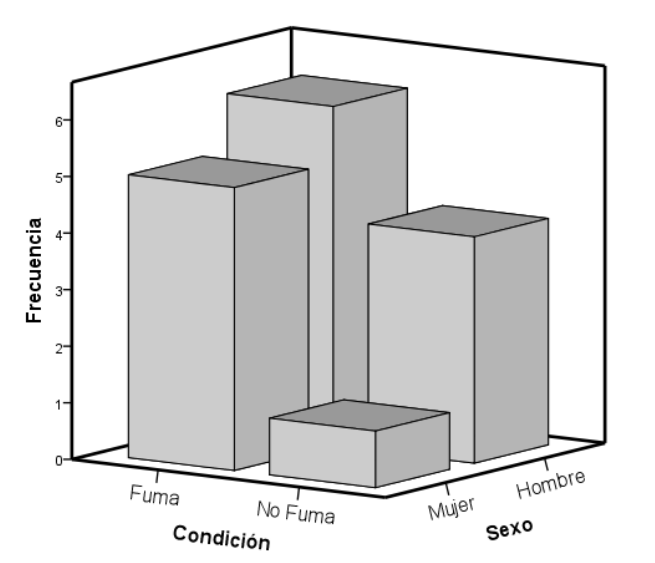 6
5
4
3
2
1
0
Frecuencia
Fuma
No Fuma
Condición
Mujer
Hombre
Sexo